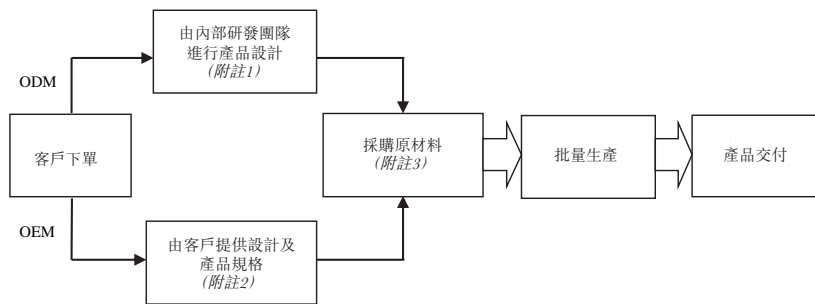 由內部研發團隊
進行產品設計
(附註1)
ODM
客戶下單
採購原材料
(附註3)
批量生產
產品交付
OEM
由客戶提供設計及
產品規格
(附註2)